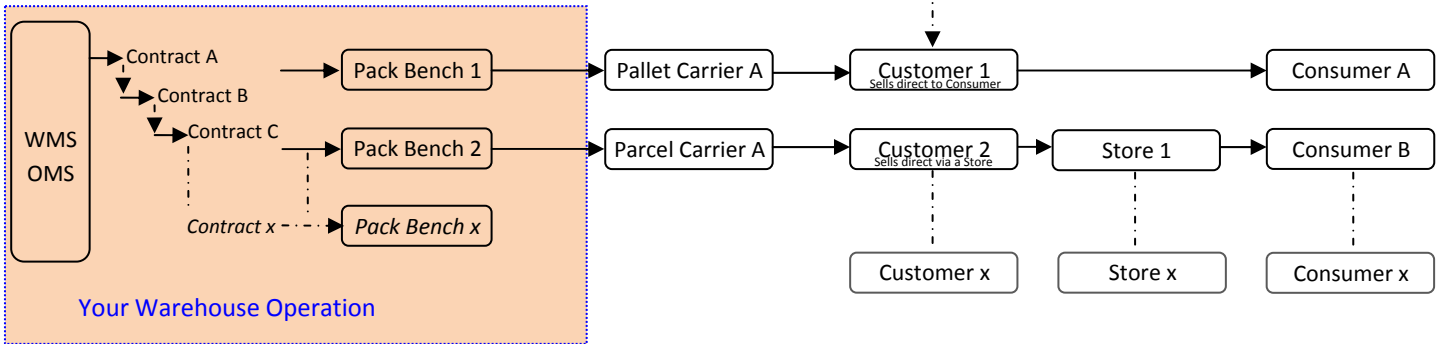 WMS
OMS
Contract A
Contract B
Contract C
Contract x
Pack Bench 1
Pack Bench 2
Pack Bench x
Your Warehouse Operation
Pallet Carrier A
Parcel Carrier A
Customer 1
Sells direct to Consumer
Customer 2
Sells direct via a Store
Customer x
Store 1
Store x
Consumer A
Consumer B
Consumer x